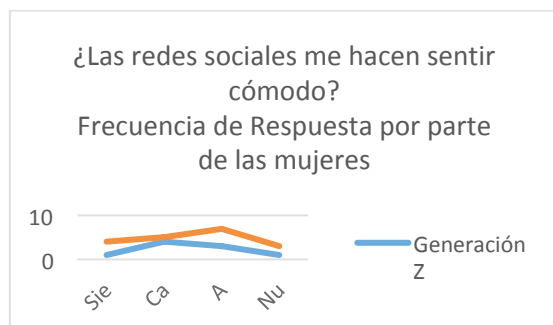 ¿Las redes sociales me hacen sentir
cómodo?
Frecuencia de Respuesta por parte
de las mujeres
10
0
Sie
Ca
A
Nu
Generación
Z